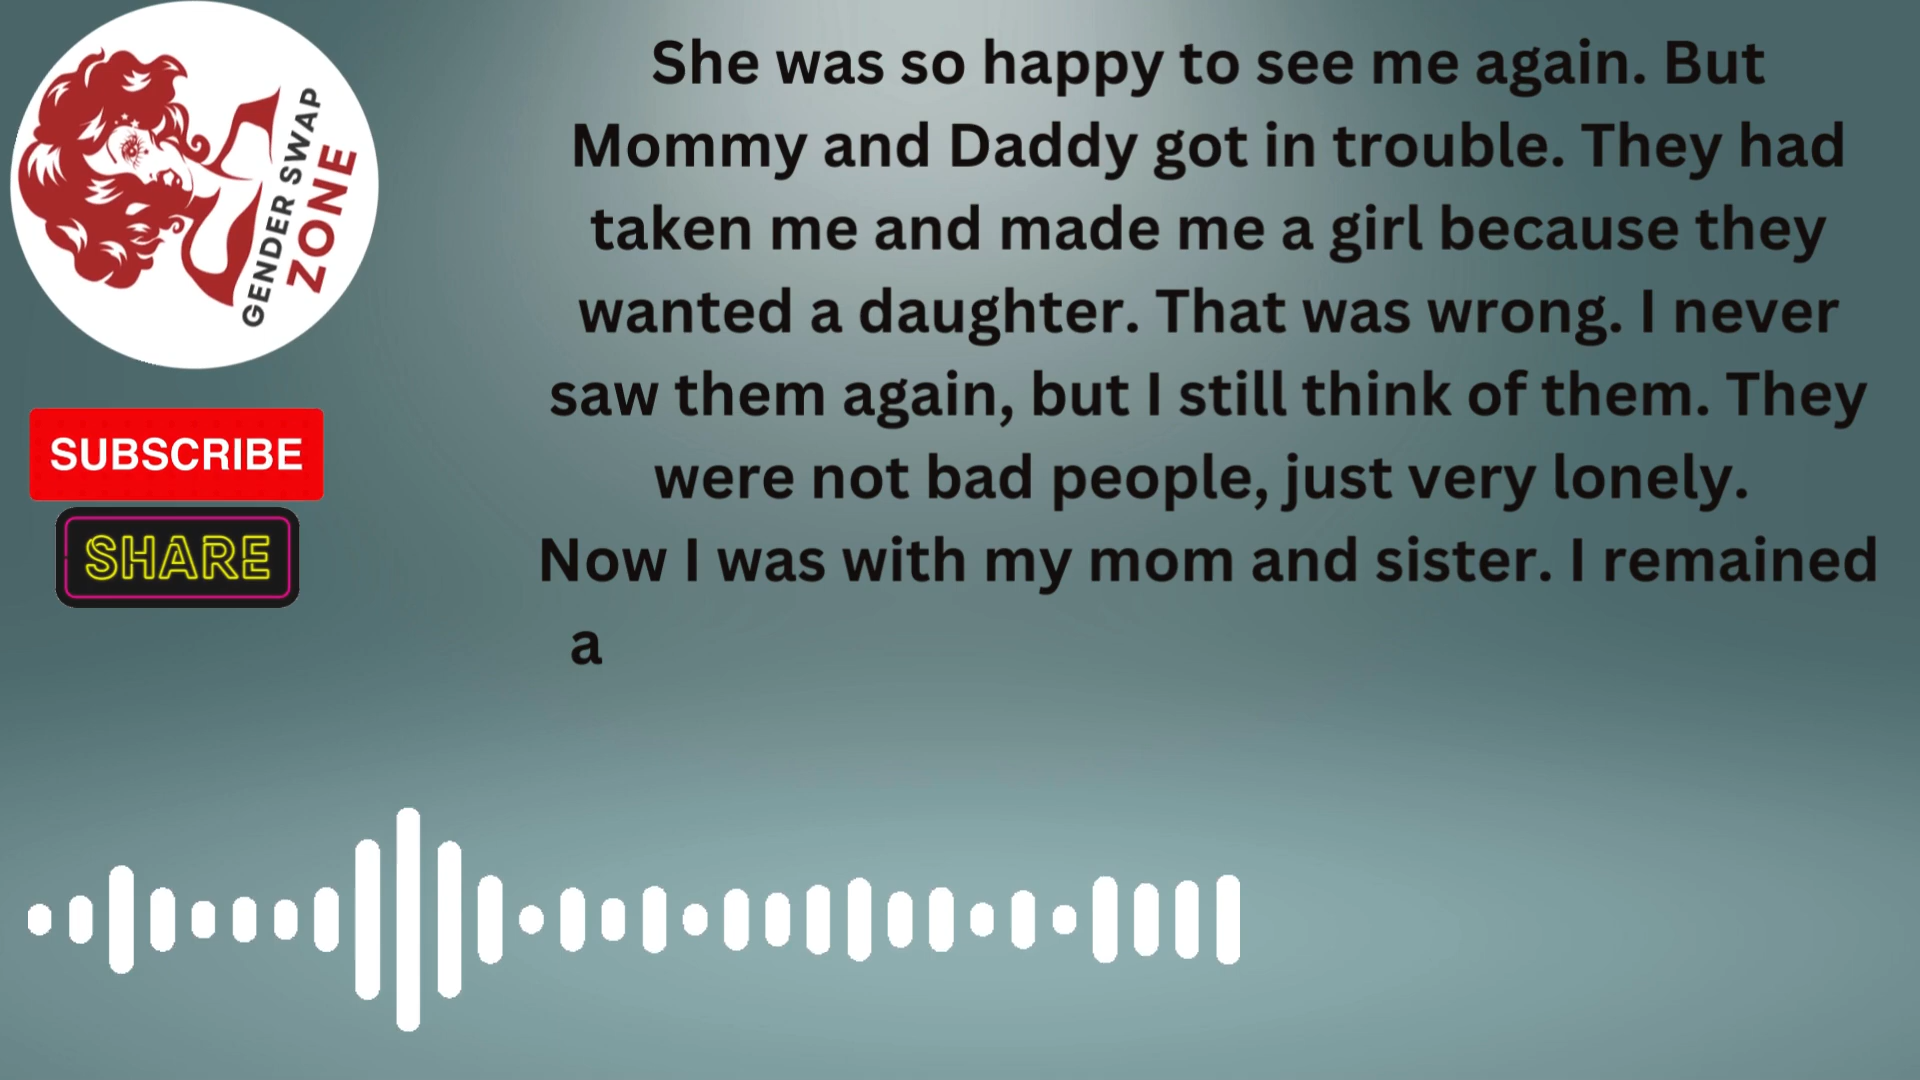 GENDER SWAP
ZONE
SUBSCRIBE
SHARE
She was so happy to see me again. But
Mommy and Daddy got in trouble. They had
taken me and made me a girl because they
wanted a daughter. That was wrong. I never
saw them again, but I still think of them. They
were not bad people, just very lonely.
Now I was with my mom and sister. I remained
a